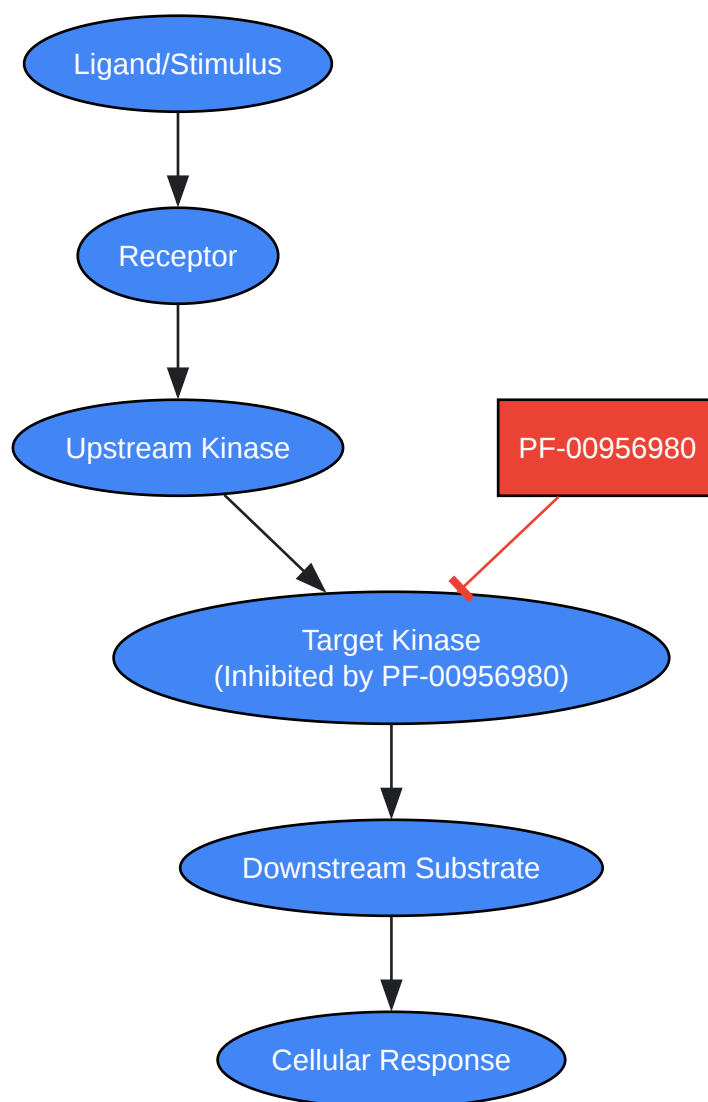 Ligand/Stimulus
Receptor
Upstream Kinase
PF-00956980
Target Kinase
(Inhibited by PF-00956980)
Downstream Substrate
Cellular Response